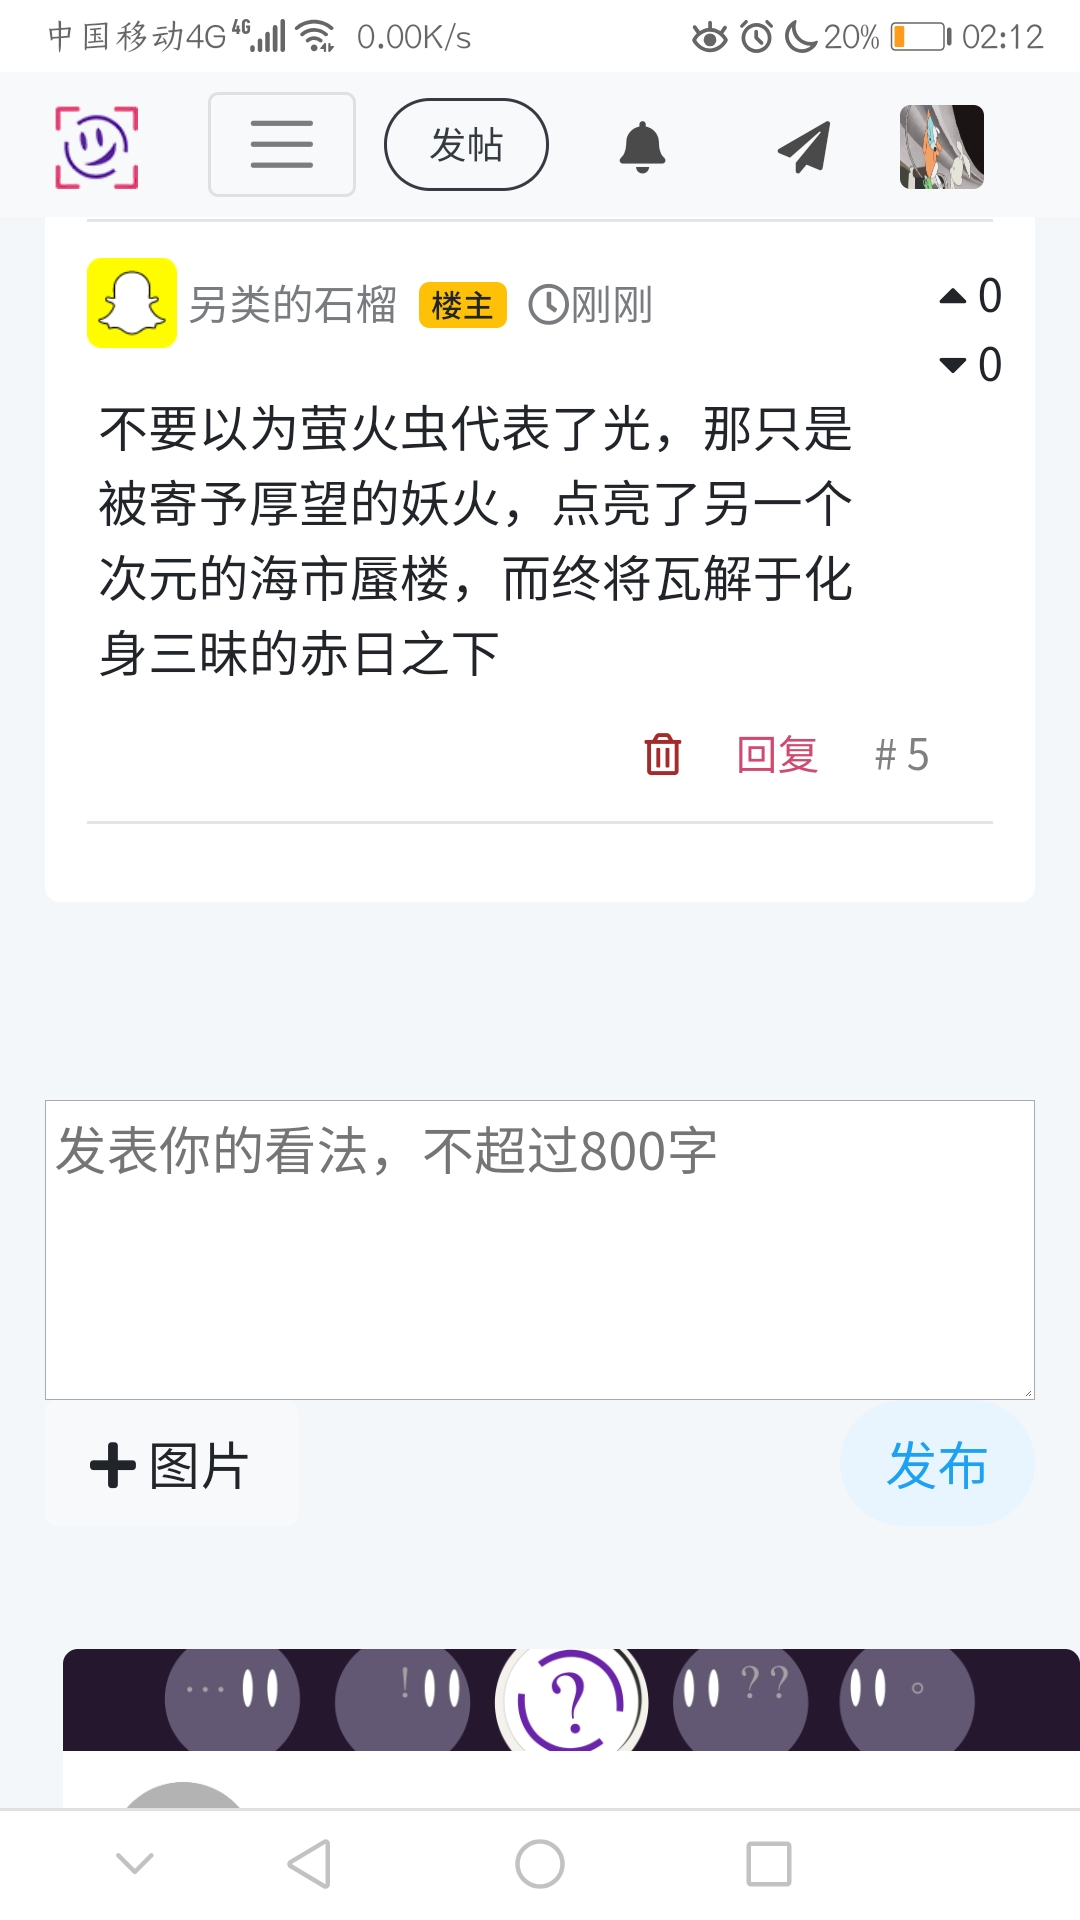 中国移动4G 4G 0.00K/s 20% 02:12
发帖
另类的石榴 楼主 刚刚 0
0
不要以为萤火虫代表了光，那只是
被寄予厚望的妖火，点亮了另一个
次元的海市蜃楼，而终将瓦解于化
身三昧的赤日之下
回复 # 5
发表你的看法，不超过800字
图片 发布
… ! ? ?? 。